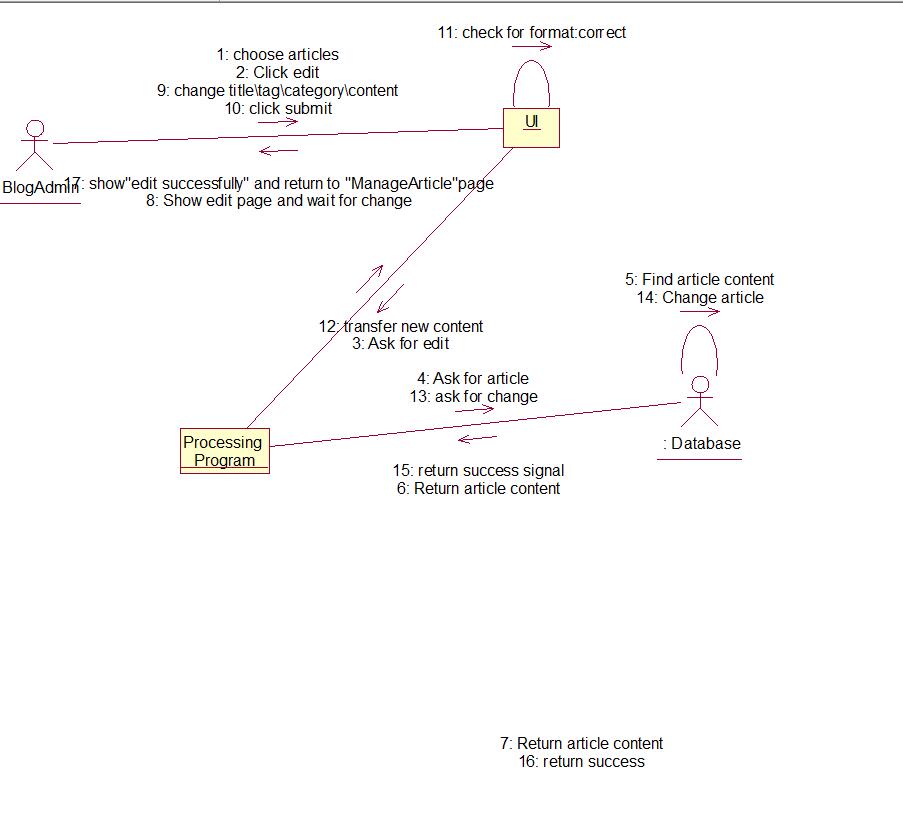 11: check for format:correct
1: choose articles
2: Click edit
9: change title\tag\category\content
10: click submit
UI
BlogAdmin
17: show"edit successfully" and return to "ManageArticle"page
8: Show edit page and wait for change
5: Find article content
14: Change article
12: transfer new content
3: Ask for edit
4: Ask for article
13: ask for change
Processing
Program
: Database
15: return success signal
6: Return article content
7: Return article content
16: return success